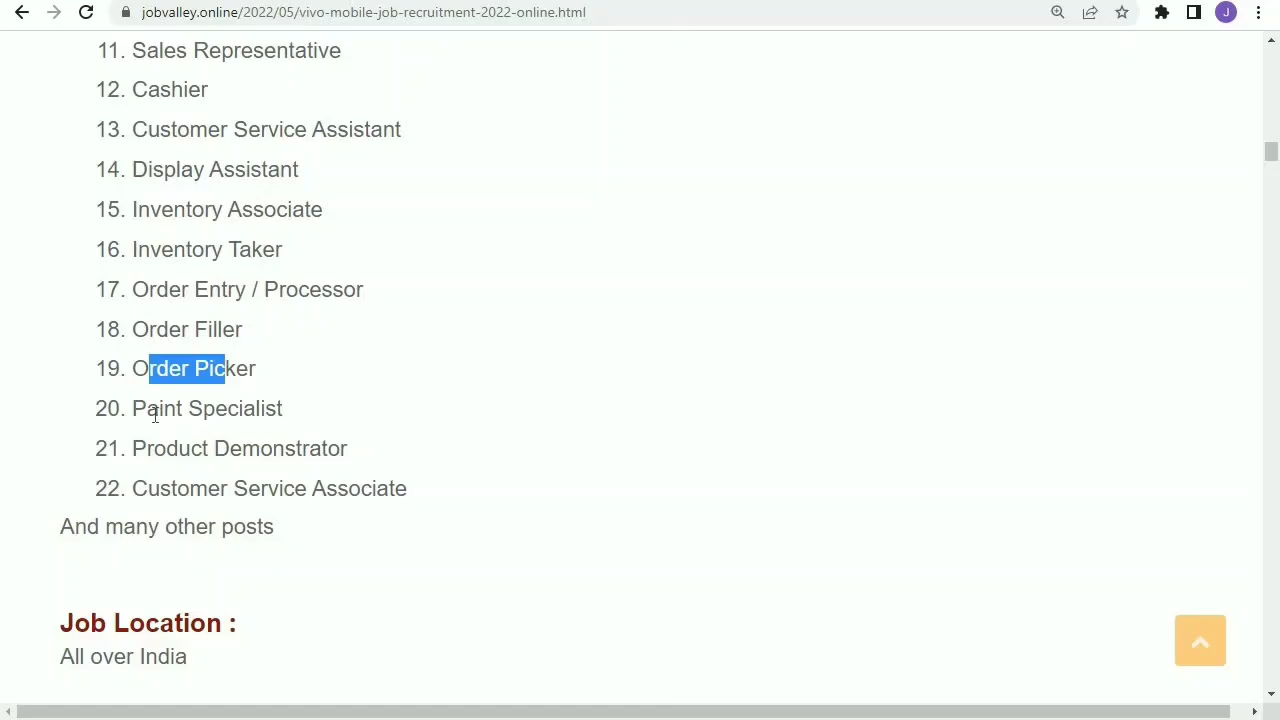 jobvalley.online/2022/05/vivo-mobile-job-recruitment-2022-online.html
J
11. Sales Representative
12. Cashier
13. Customer Service Assistant
14. Display Assistant
15. Inventory Associate
16. Inventory Taker
17. Order Entry / Processor
18. Order Filler
19. Order Picker
20. Paint Specialist
21. Product Demonstrator
22. Customer Service Associate
And many other posts
Job Location :
All over India